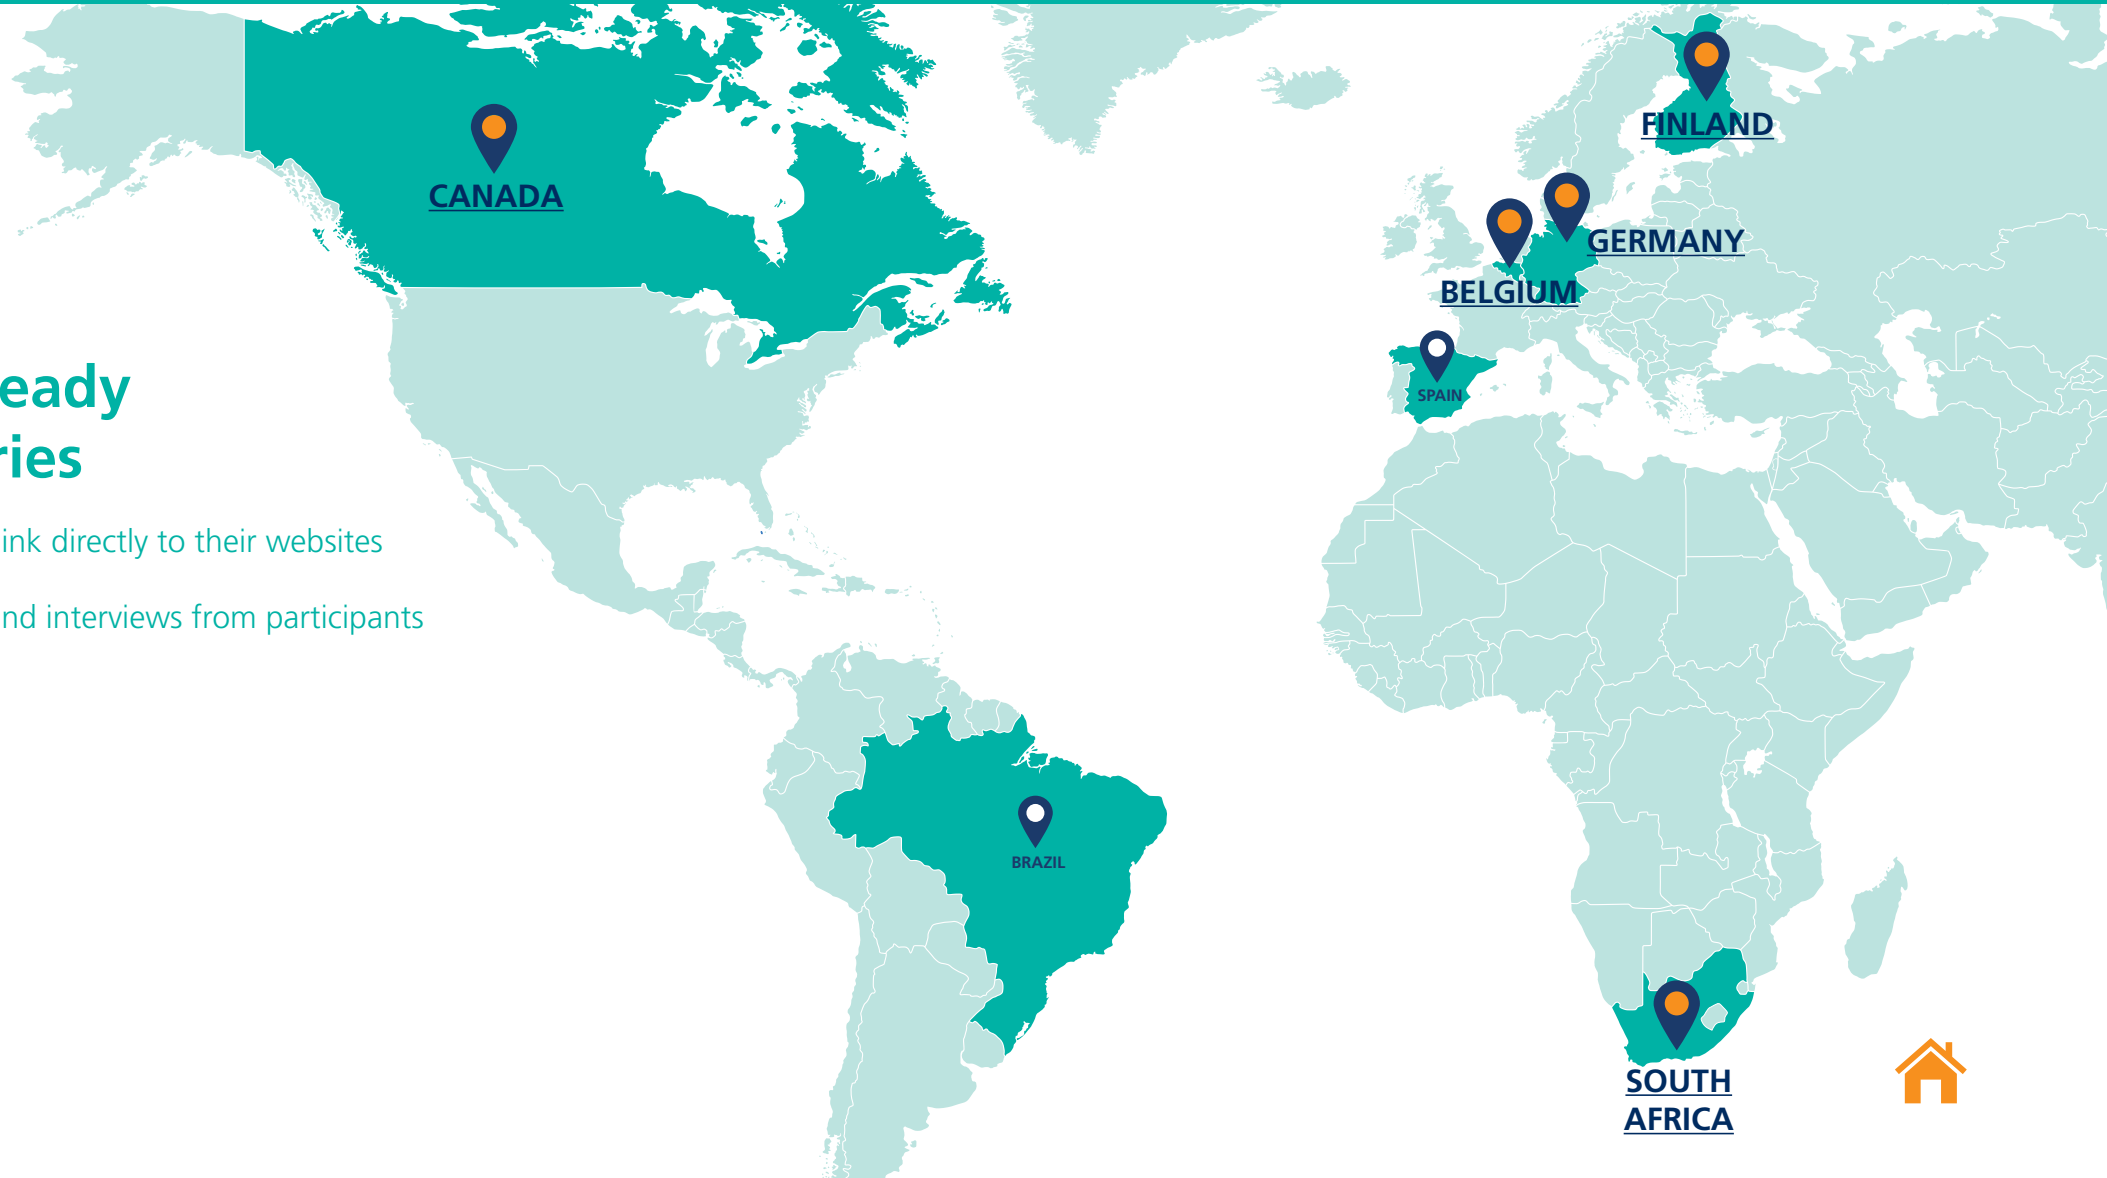 FINLAND
CANADA
GERMANY
BELGIUM
eady
ries
SPAIN
ink directly to their websites
nd interviews from participants
BRAZIL
SOUTH
AFRICA